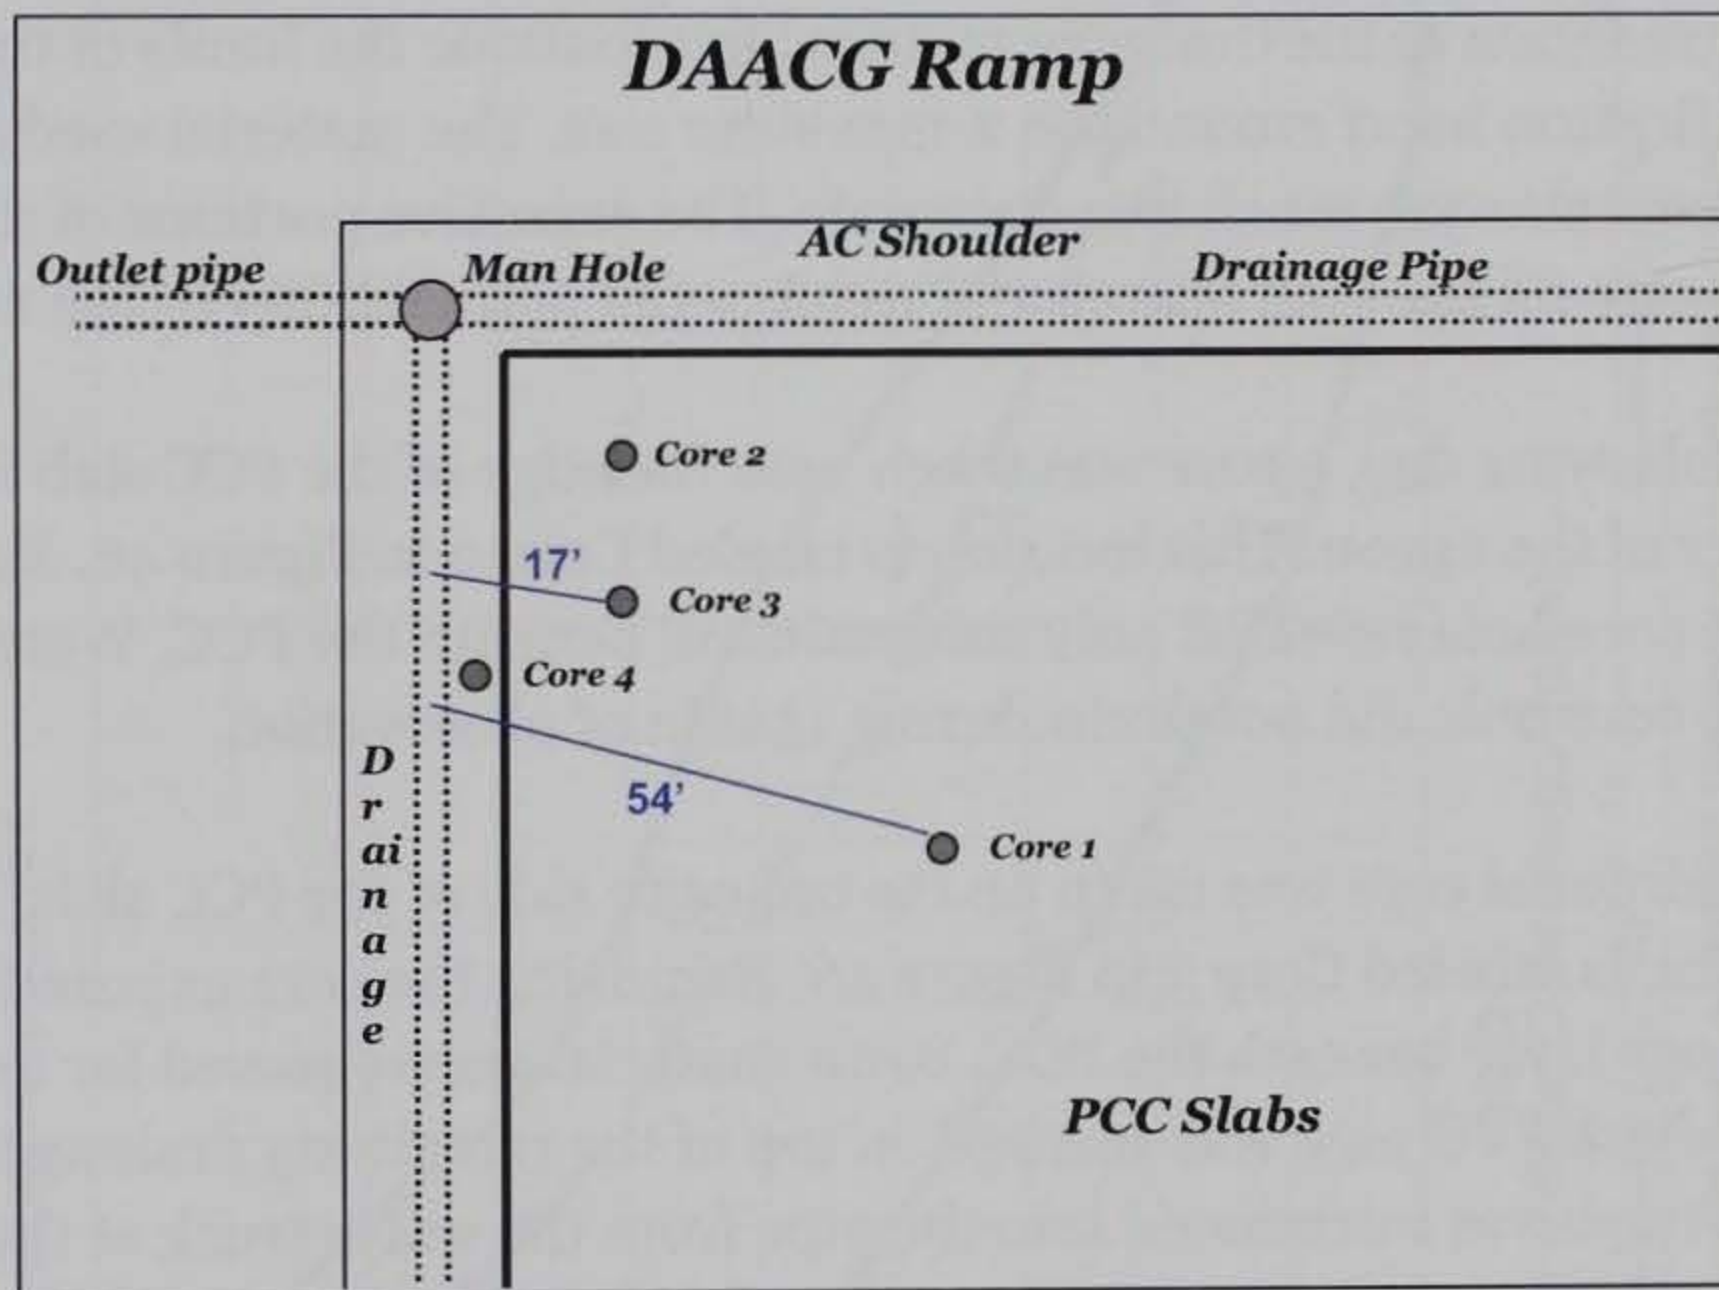 DAACG Ramp
AC Shoulder
Outlet pipe
Man Hole
Drainage Pipe
Core 2
17’
Core 3
Core 4
Drainage
54’
Core 1
PCC Slabs